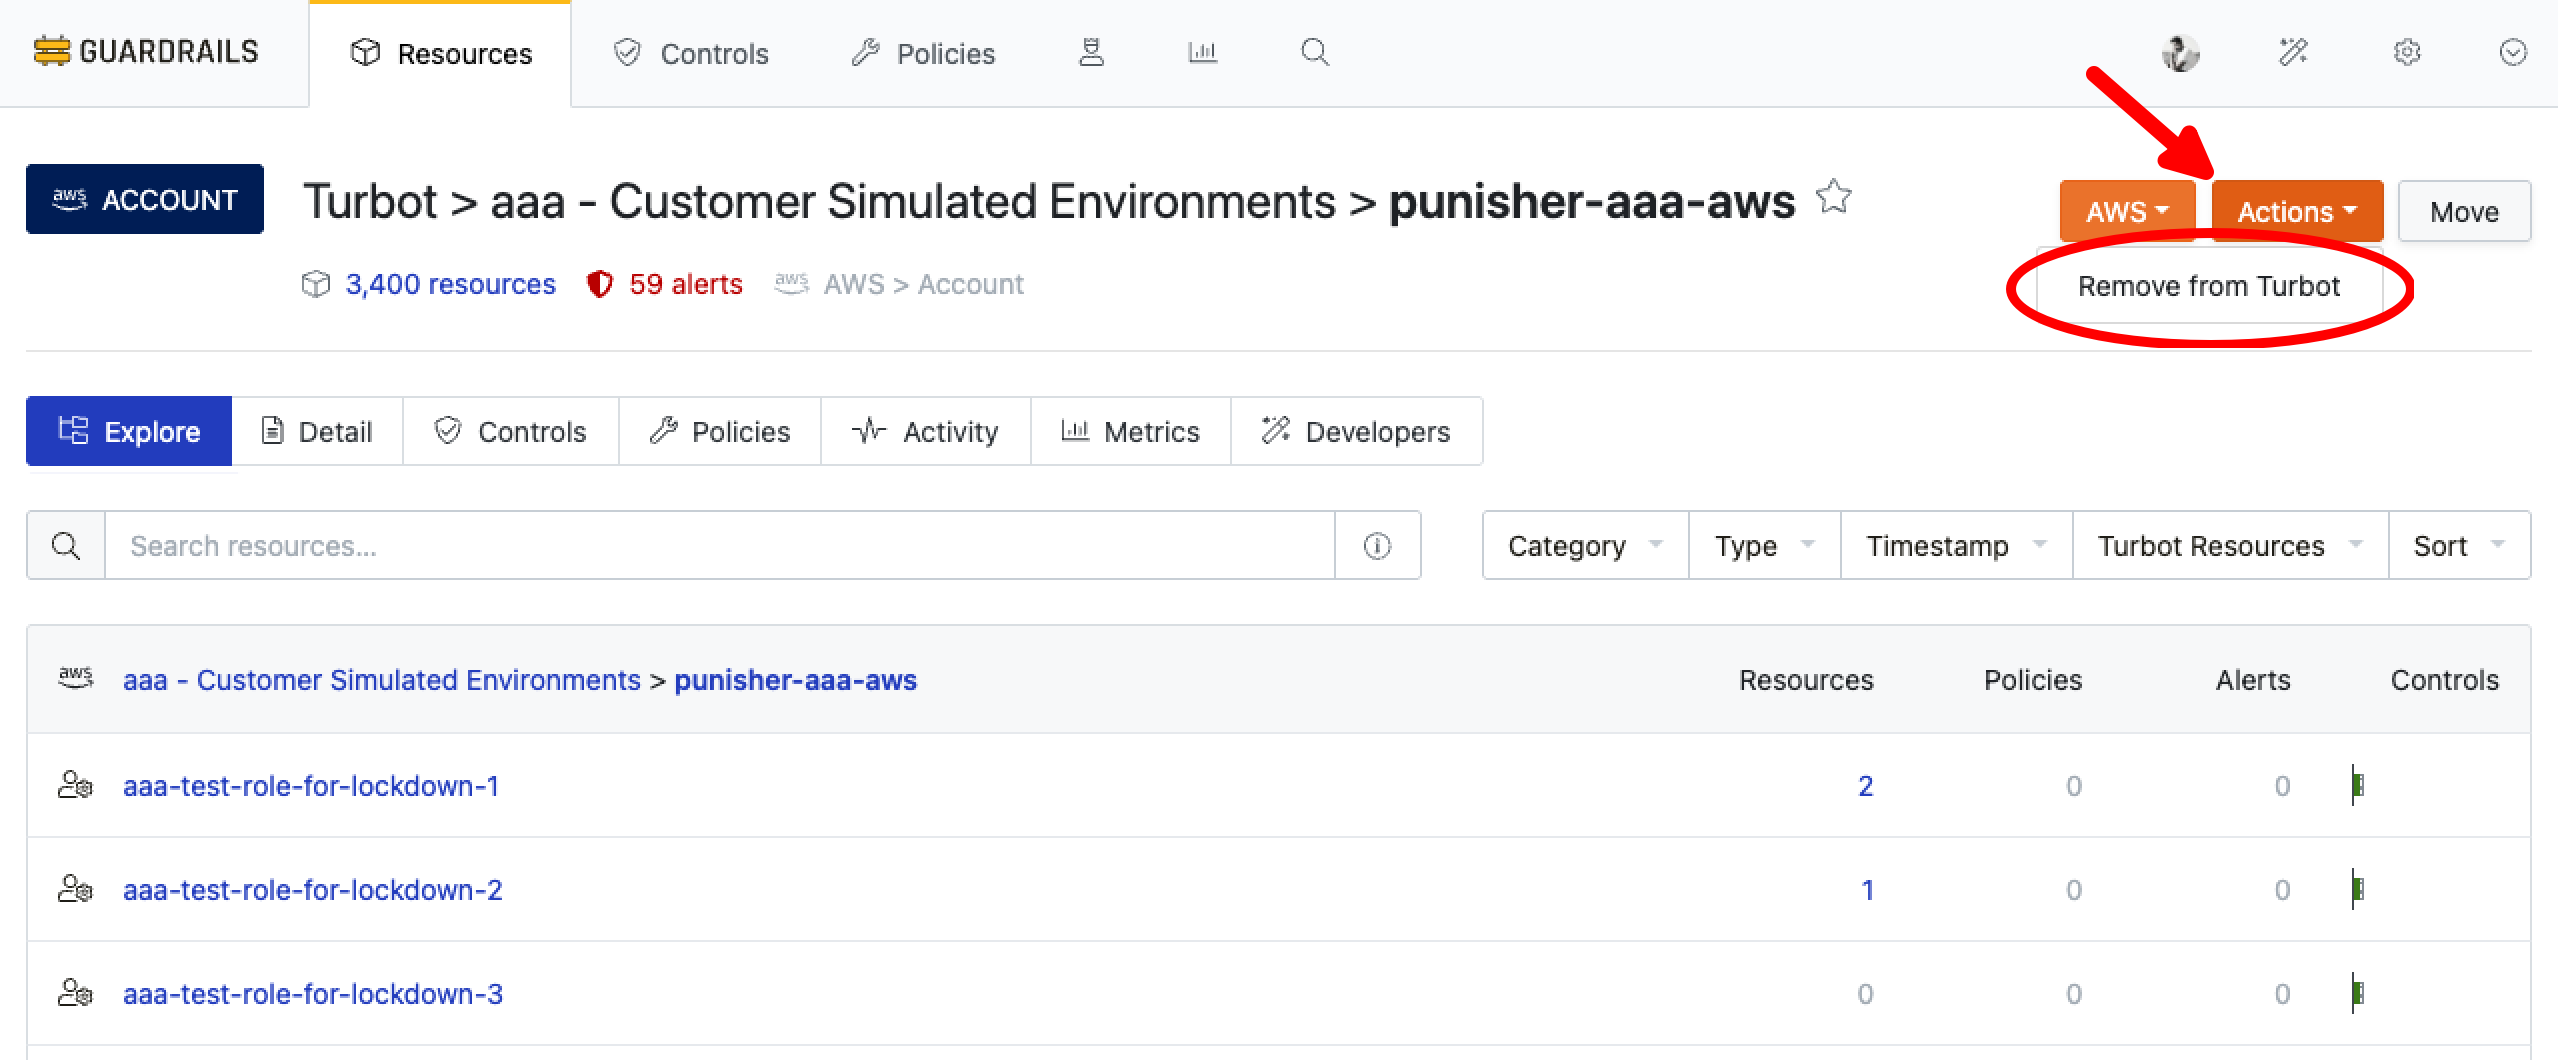 GUARDRAILS Resources Controls Policies
aws ACCOUNT Turbot > aaa - Customer Simulated Environments > punisher-aaa-aws AWS Actions Move
3,400 resources 59 alerts aws AWS > Account Remove from Turbot
Explore Detail Controls Policies Activity Metrics Developers
Search resources... Category Type Timestamp Turbot Resources Sort
aws aaa - Customer Simulated Environments > punisher-aaa-aws Resources Policies Alerts Controls
aaa-test-role-for-lockdown-1 2 0 0
aaa-test-role-for-lockdown-2 1 0 0
aaa-test-role-for-lockdown-3 0 0 0